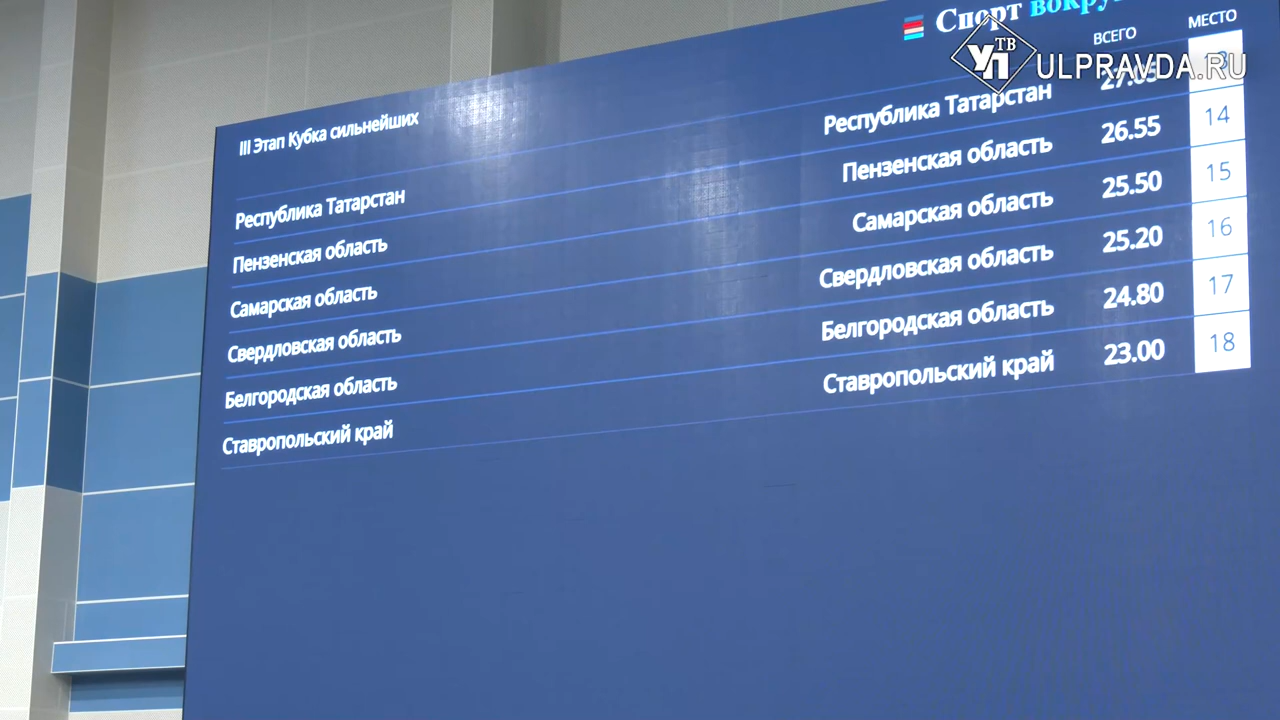 Спорт
ТВ
УП
ULPRAVDA.RU
III Этап Кубка сильнейших
ВСЕГО
МЕСТО
Республика Татарстан Республика Татарстан
Пензенская область Пензенская область 26.55 14
Самарская область Самарская область 25.50 15
Свердловская область Свердловская область 25.20 16
Белгородская область Белгородская область 24.80 17
Ставропольский край Ставропольский край 23.00 18